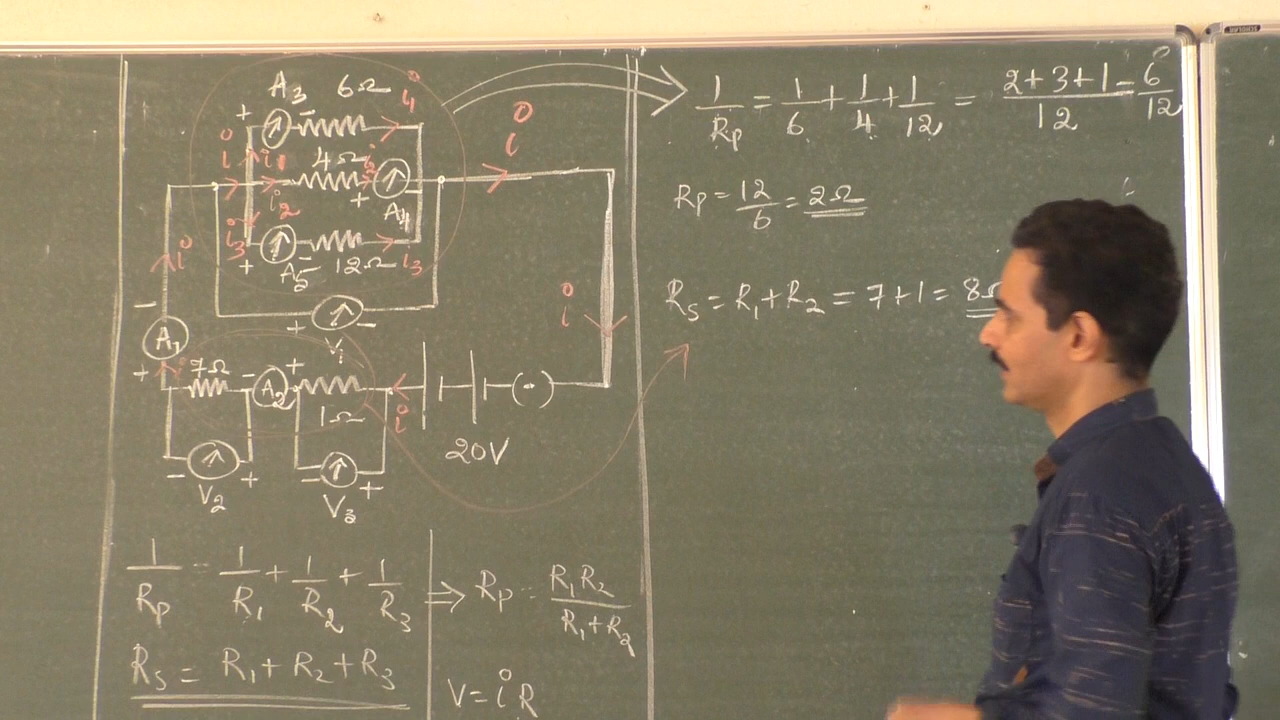 A3 6Ω i1
i i1 4Ω i2
i2 A4
i3 A5 12Ω i3
i
i
i
+ -
V1
A1
7Ω A2 1Ω
i
20V
V2 V3
1/Rp = 1/6 + 1/4 + 1/12 = (2+3+1)/12 = 6/12
Rp = 12/6 = 2Ω
Rs = R1 + R2 = 7 + 1 = 8Ω
1/Rp = 1/R1 + 1/R2 + 1/R3 ⇒ Rp = R1R2/(R1+R2)
Rs = R1 + R2 + R3
V = iR